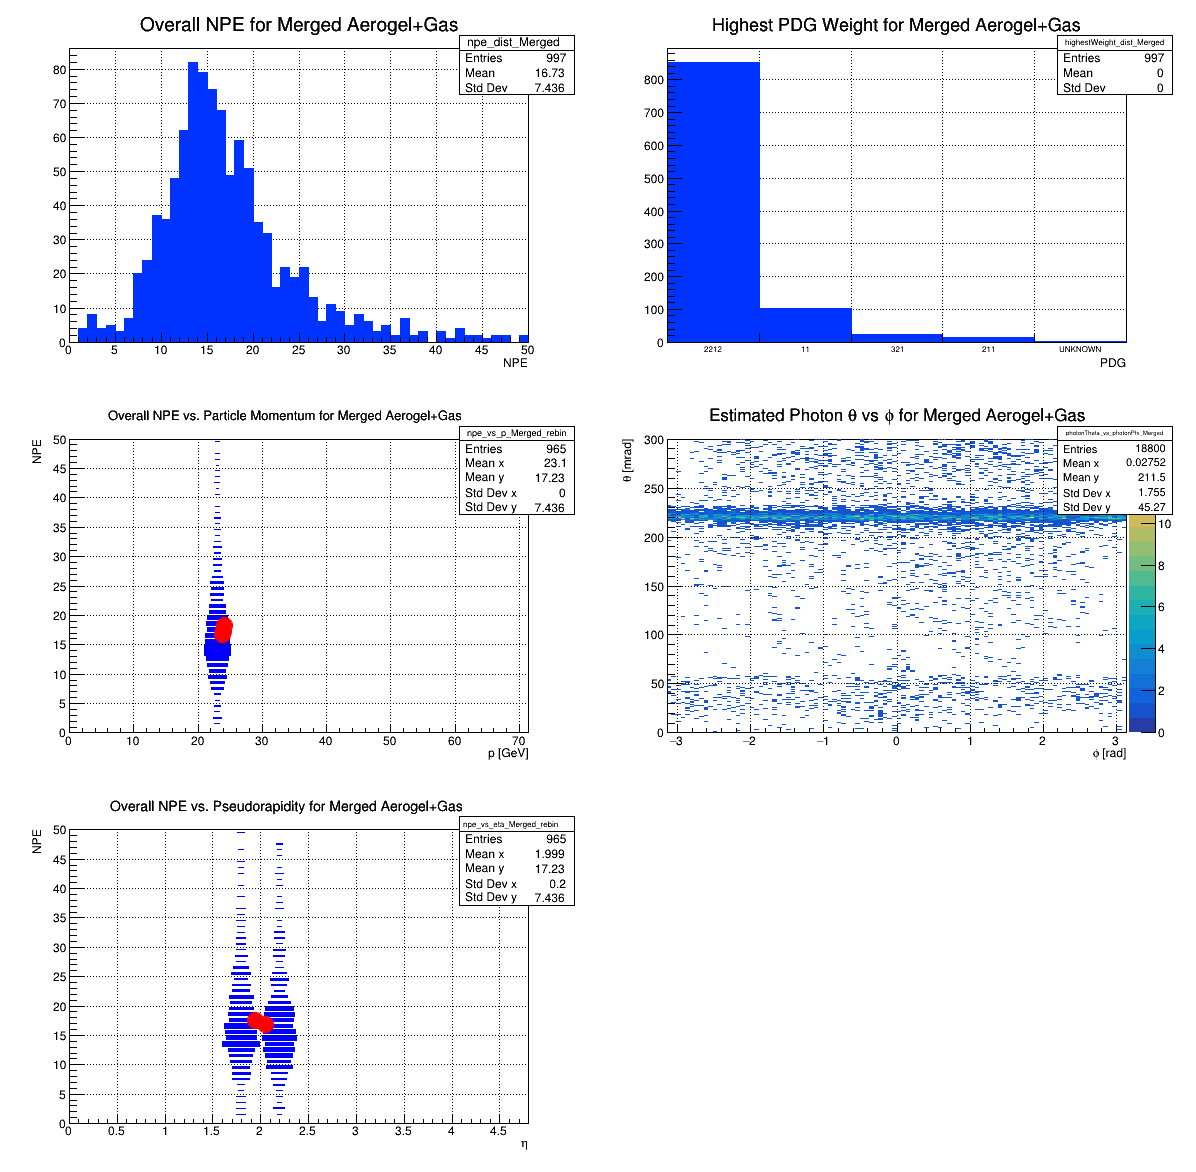 Overall NPE for Merged Aerogel+Gas
npe_dist_Merged
Entries 997
Mean 16.73
Std Dev 7.436
80
70
60
50
40
30
20
10
0
0 5 10 15 20 25 30 35 40 45 50
NPE
Highest PDG Weight for Merged Aerogel+Gas
highestWeight_dist_Merged
Entries 997
Mean 0
Std Dev 0
800
700
600
500
400
300
200
100
0
2212 11 321 211 UNKNOWN
PDG
Overall NPE vs. Particle Momentum for Merged Aerogel+Gas
npe_vs_p_Merged_rebin
Entries 965
Mean x 23.1
Mean y 17.23
Std Dev x 0
Std Dev y 7.436
NPE
50
45
40
35
30
25
20
15
10
5
0
0 10 20 30 40 50 60 70
p [GeV]
Estimated Photon θ vs ϕ for Merged Aerogel+Gas
photonTheta_vs_photonPhi_Merged
Entries 18800
Mean x 0.02752
Mean y 211.5
Std Dev x 1.755
Std Dev y 45.27
θ [mrad]
300
250
200
150
100
50
0
−3 −2 −1 0 1 2 3
ϕ [rad]
10
8
6
4
2
0
Overall NPE vs. Pseudorapidity for Merged Aerogel+Gas
npe_vs_eta_Merged_rebin
Entries 965
Mean x 1.999
Mean y 17.23
Std Dev x 0.2
Std Dev y 7.436
NPE
50
45
40
35
30
25
20
15
10
5
0
0 0.5 1 1.5 2 2.5 3 3.5 4 4.5
η